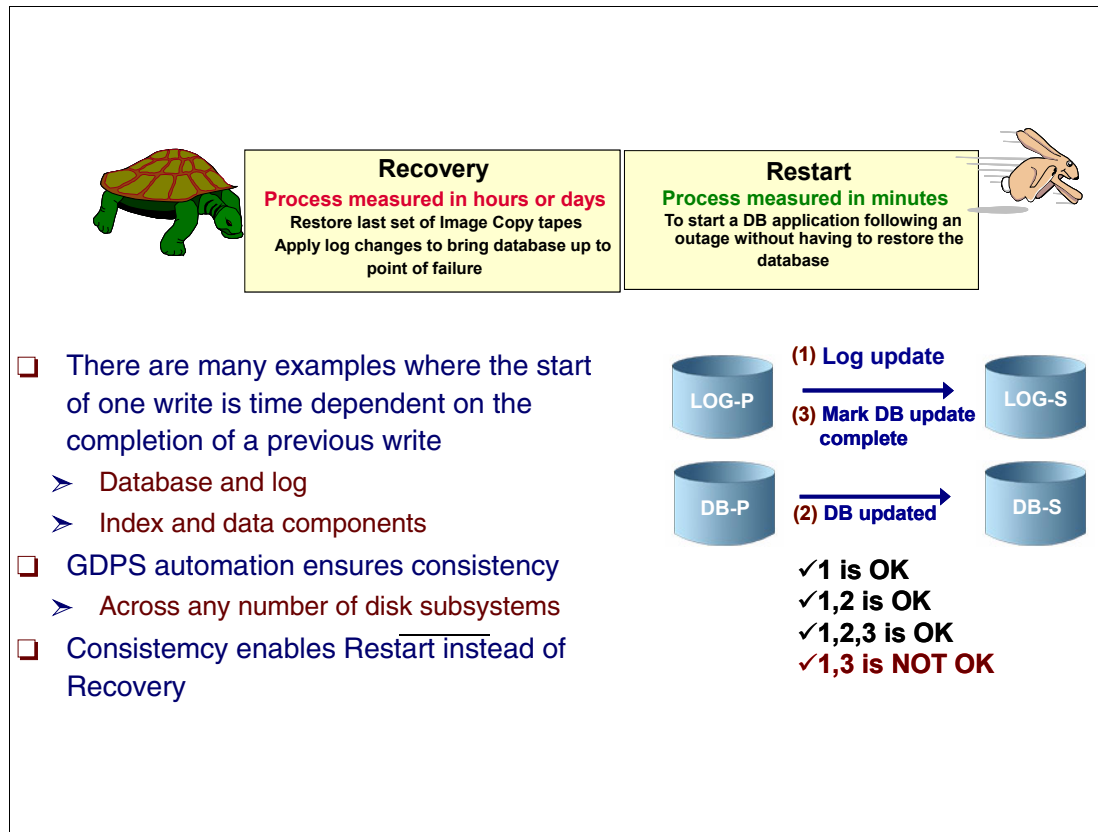 Recovery
Process measured in hours or days
Restore last set of Image Copy tapes
Apply log changes to bring database up to
point of failure
Restart
Process measured in minutes
To start a DB application following an
outage without having to restore the
database
❑ There are many examples where the start
of one write is time dependent on the
completion of a previous write
➢ Database and log
➢ Index and data components
❑ GDPS automation ensures consistency
➢ Across any number of disk subsystems
❑ Consistemcy enables Restart instead of
Recovery
LOG-P
(1) Log update
(3) Mark DB update
complete
LOG-S
DB-P
(2) DB updated
DB-S
✓1 is OK
✓1,2 is OK
✓1,2,3 is OK
✓1,3 is NOT OK